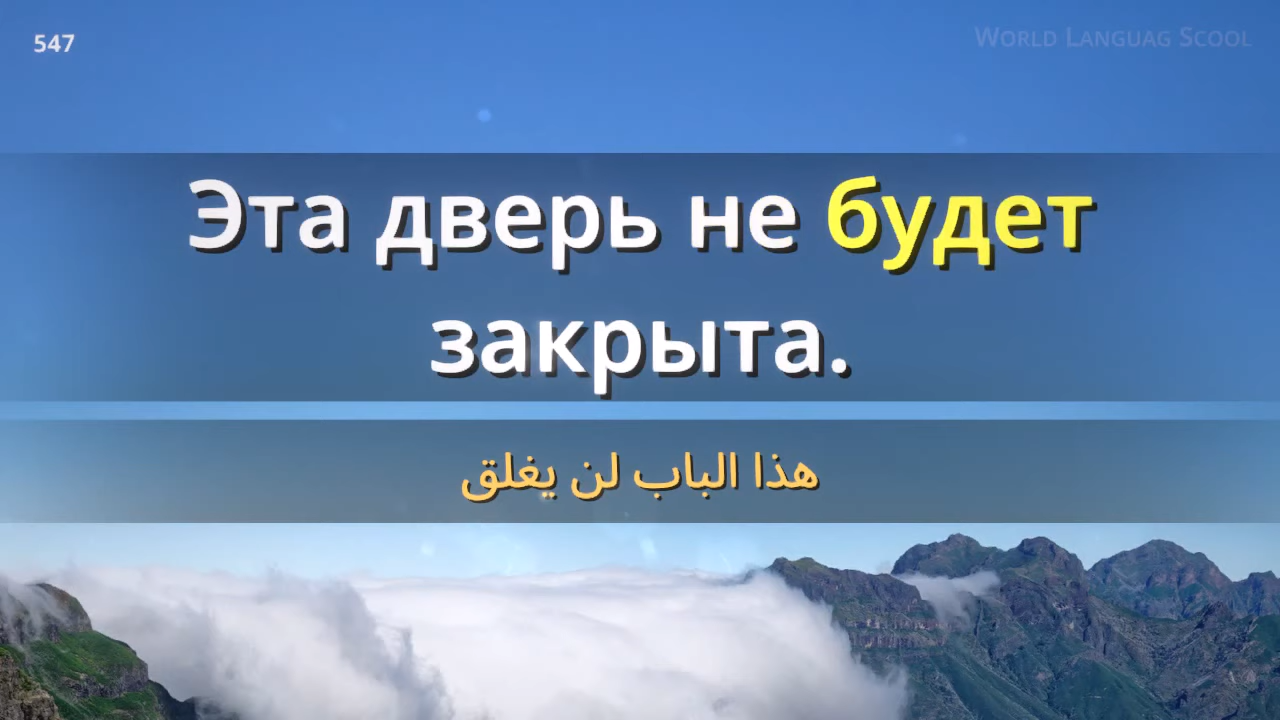 547
World Languag Scool
Эта дверь не будет
закрыта.
هذا الباب لن يغلق